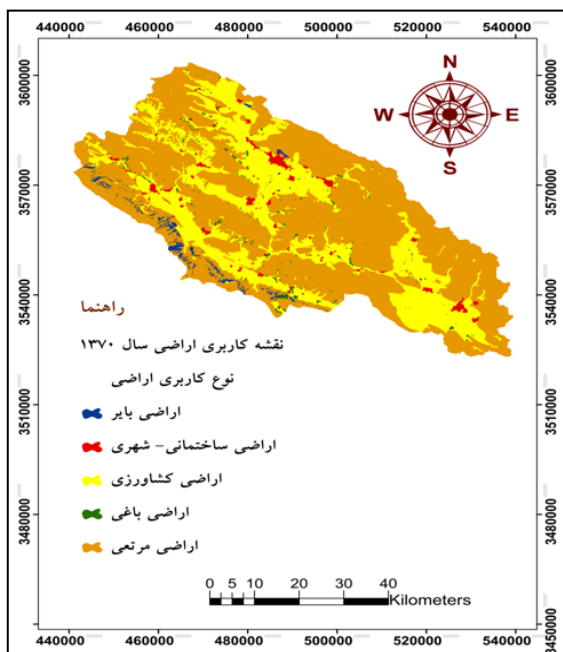 440000 460000 480000 500000 520000 540000
3600000
3570000
3540000
3510000
3480000
3450000
N
W E
S
3600000
3570000
3540000
3510000
3480000
3450000
راهنما
نقشه کاربری اراضی سال ۱۳۷۰
نوع کاربری اراضی
اراضی بایر
اراضی ساختمانی- شهری
اراضی کشاورزی
اراضی باغی
اراضی مرتعی
0 5 10 20 30 40
Kilometers
440000 460000 480000 500000 520000 540000